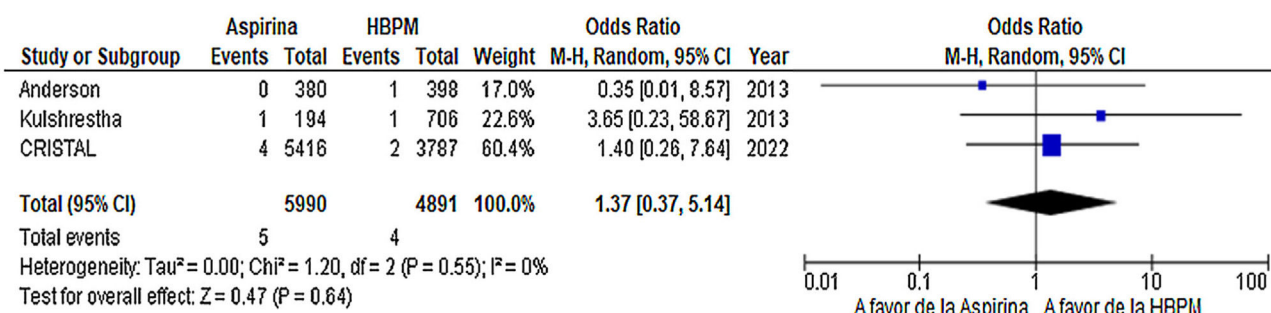 Aspirina HBPM Odds Ratio Odds Ratio
Study or Subgroup Events Total Events Total Weight M-H, Random, 95% CI Year M-H, Random, 95% CI
Anderson 0 380 1 398 17.0% 0.35 [0.01, 8.57] 2013
Kulshrestha 1 194 1 706 22.6% 3.65 [0.23, 58.67] 2013
CRISTAL 4 5416 2 3787 60.4% 1.40 [0.26, 7.64] 2022
Total (95% CI) 5990 4891 100.0% 1.37 [0.37, 5.14]
Total events 5 4
Heterogeneity: Tau² = 0.00; Chi² = 1.20, df = 2 (P = 0.55); I² = 0%
Test for overall effect: Z = 0.47 (P = 0.64)
0.01 0.1 1 10 100
A favor de la Aspirina A favor de la HBPM